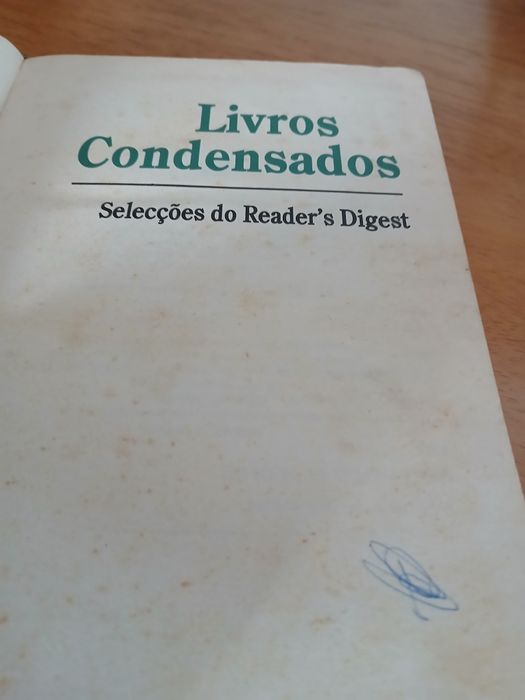 Livros
Condensados
Selecções do Reader's Digest